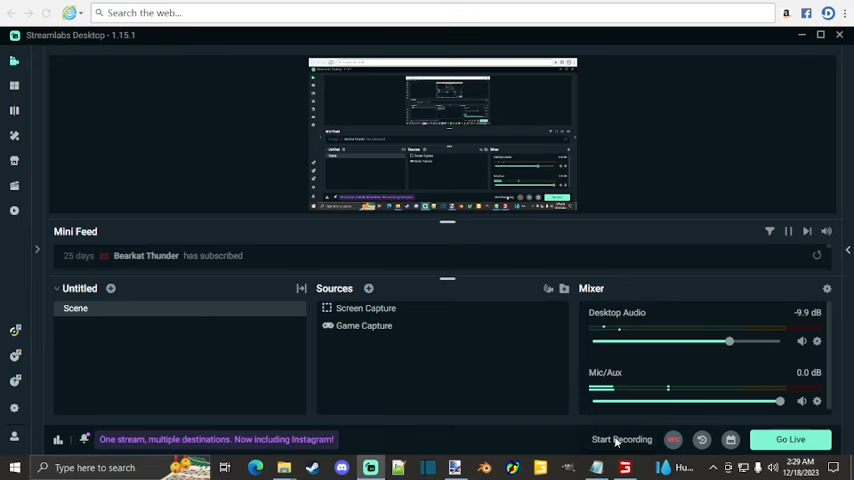 Search the web...
Streamlabs Desktop - 1.15.1
Mini Feed
25 days Bearkat Thunder has subscribed
Untitled
Sources
Mixer
Scene
Screen Capture
Game Capture
Desktop Audio -9.9 dB
Mic/Aux 0.0 dB
One stream, multiple destinations. Now including Instagram!
Start Recording
REC
Go Live
Type here to search
Hu...
2:29 AM
12/18/2023